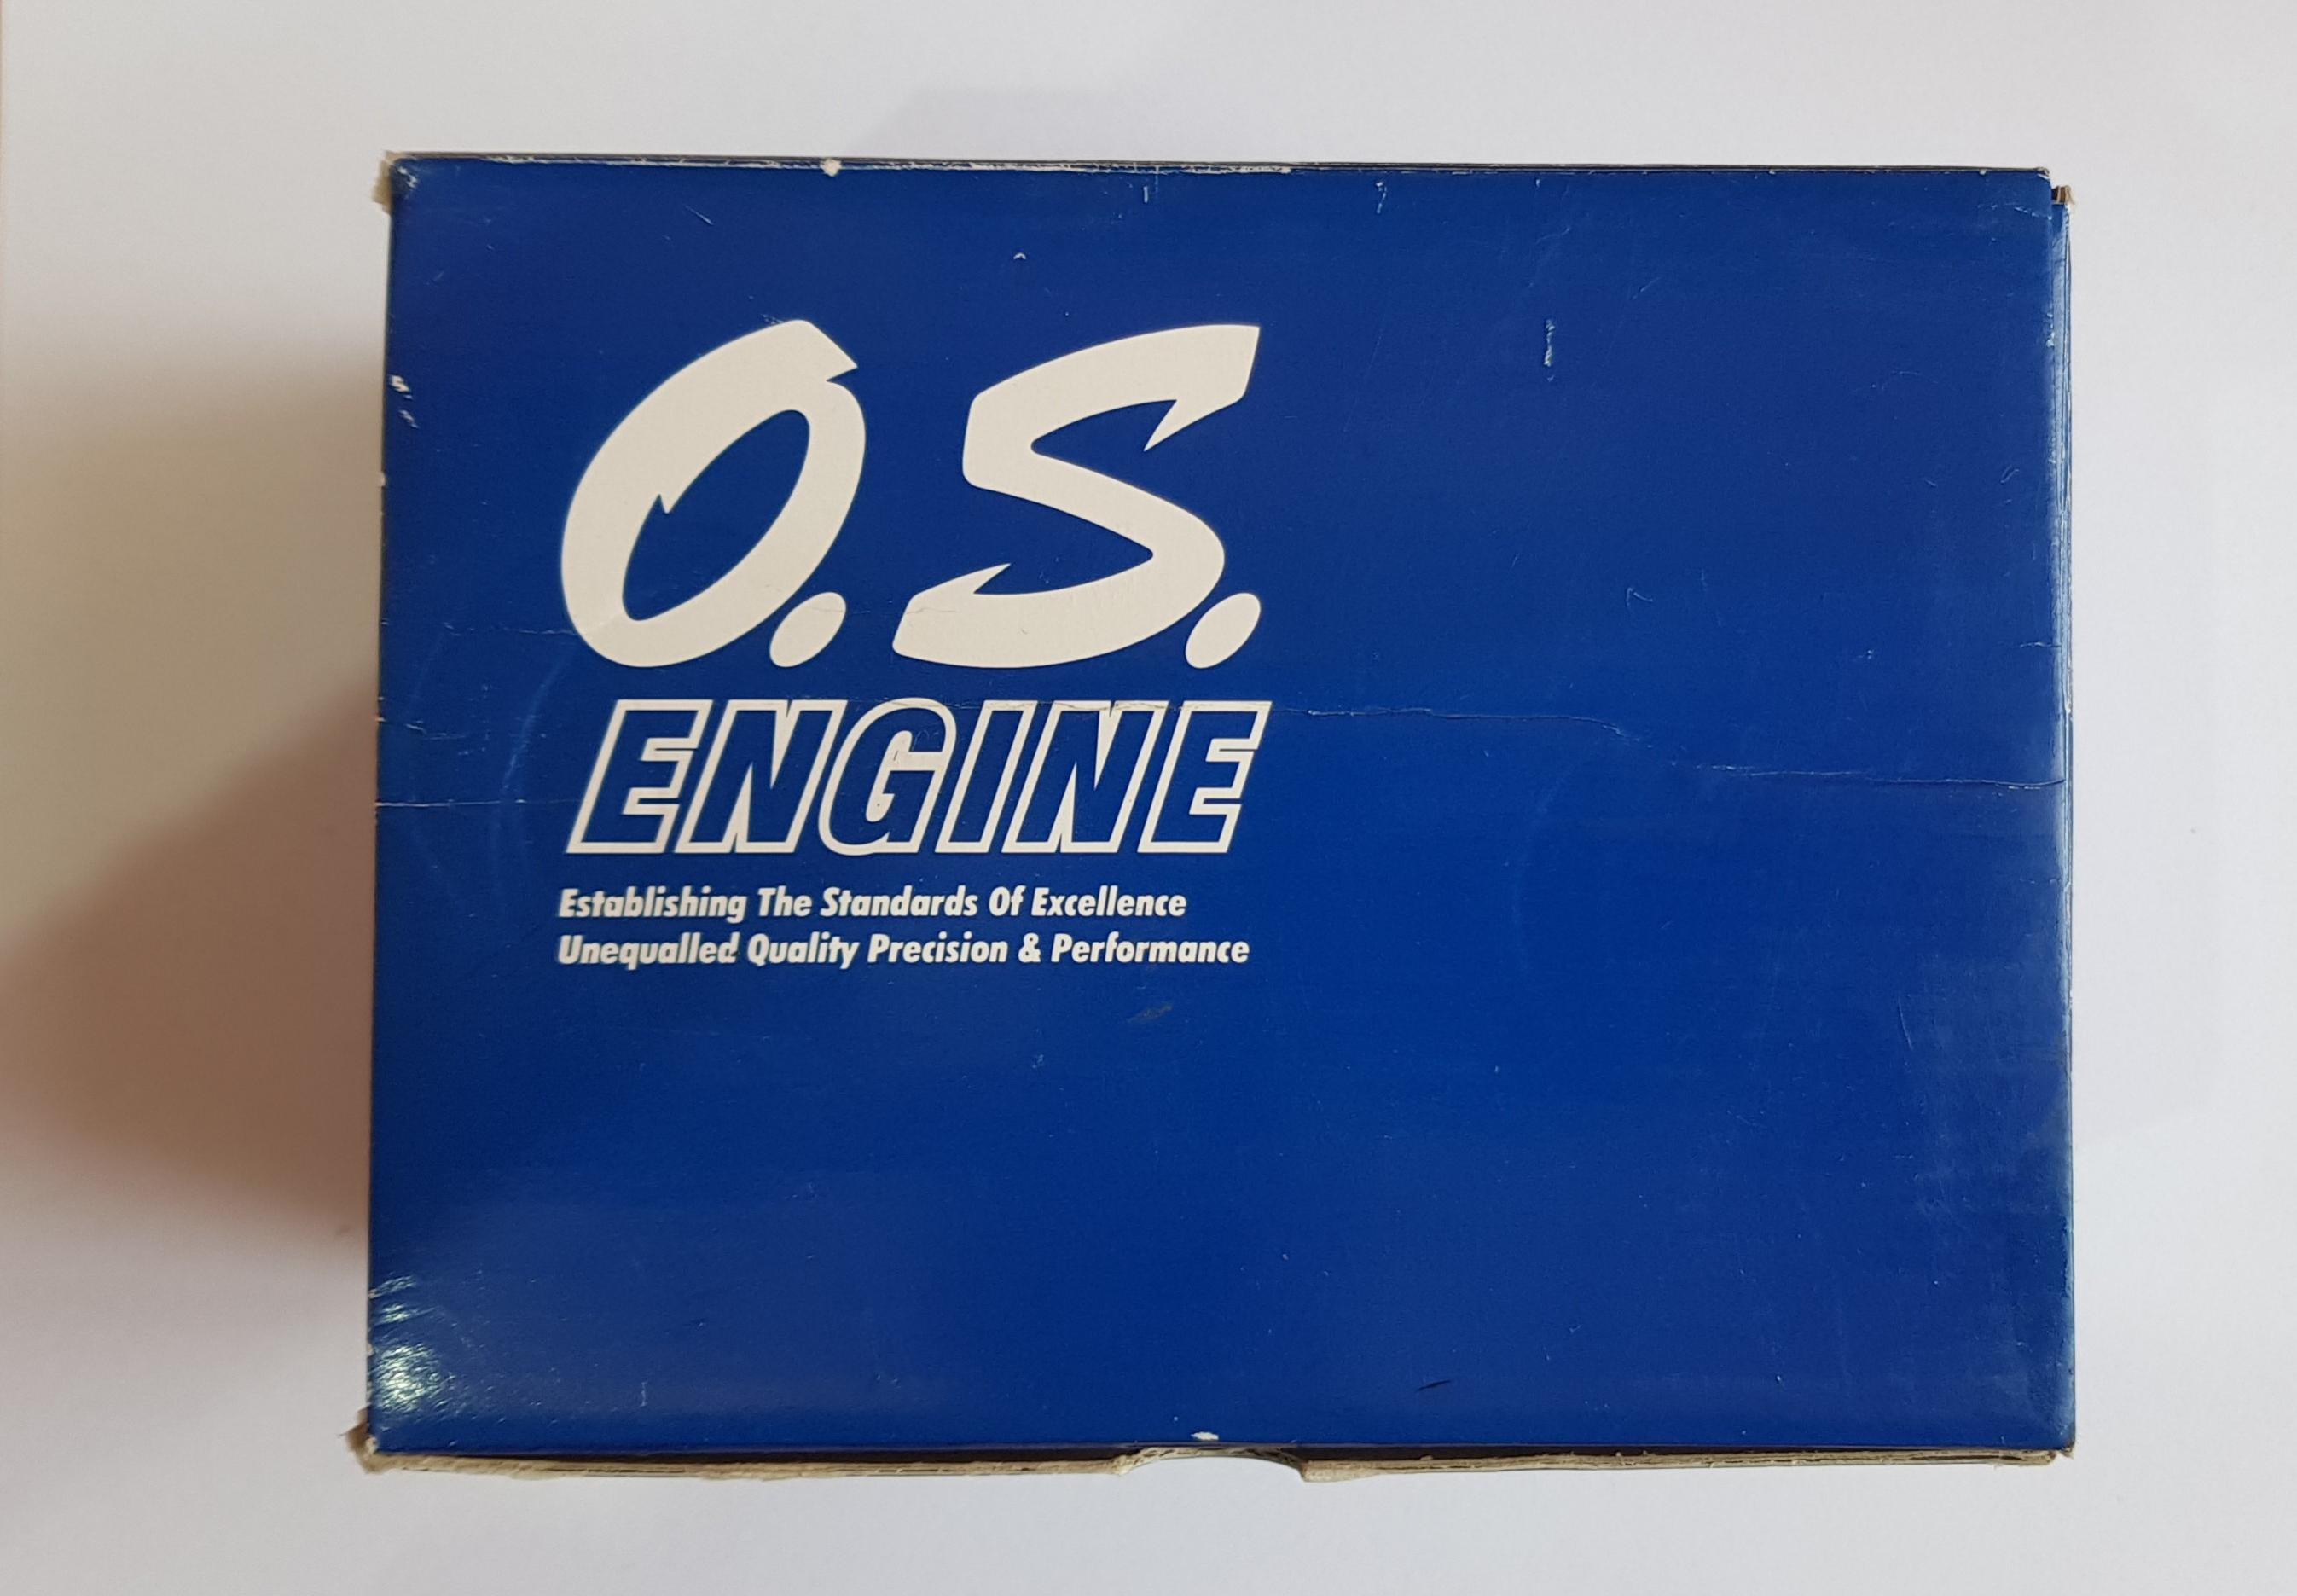 O.S.
ENGINE
Establishing The Standards Of Excellence
Unequalled Quality Precision & Performance